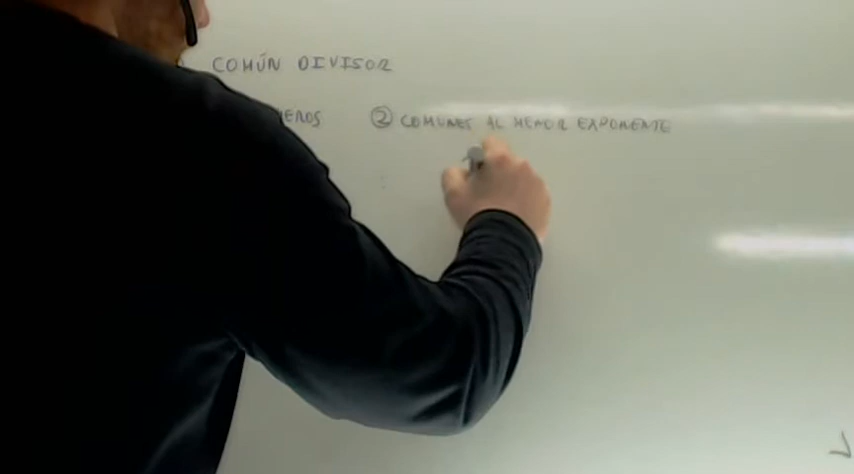 COMÚN DIVISOR
② COMUNES AL MENOR EXPONENTE